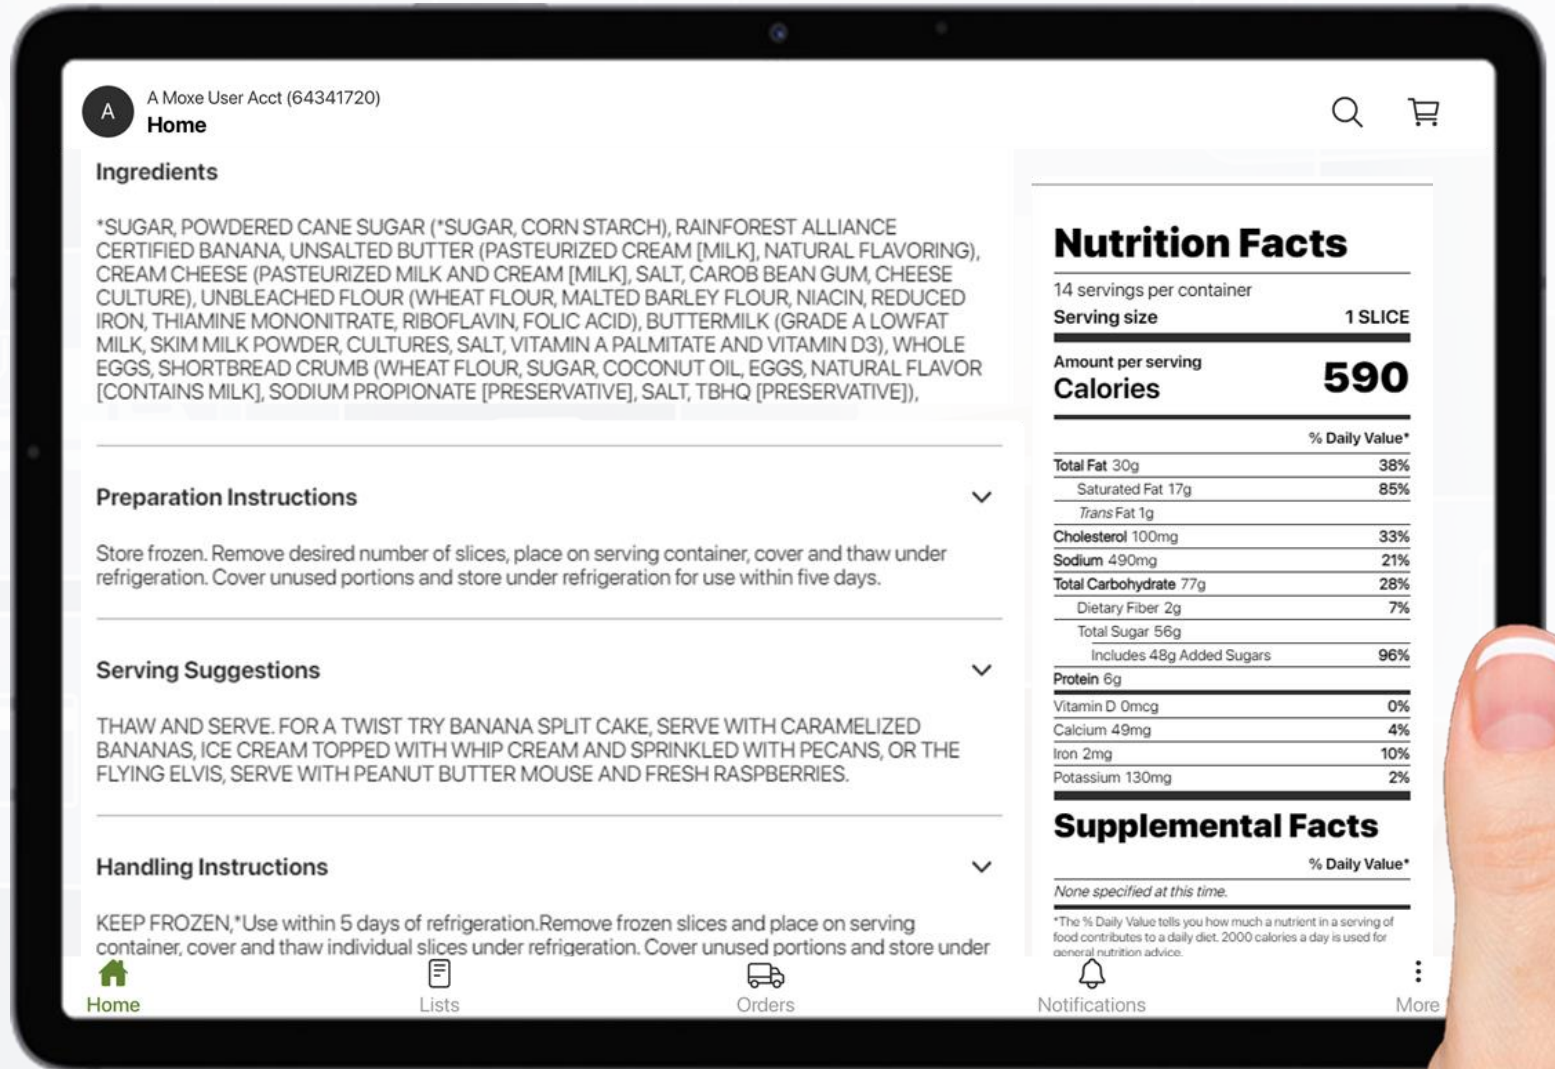 A
A Moxe User Acct (64341720)
Home
Ingredients
*SUGAR, POWDERED CANE SUGAR (*SUGAR, CORN STARCH), RAINFOREST ALLIANCE
CERTIFIED BANANA, UNSALTED BUTTER (PASTEURIZED CREAM [MILK], NATURAL FLAVORING),
CREAM CHEESE (PASTEURIZED MILK AND CREAM [MILK], SALT, CAROB BEAN GUM, CHEESE
CULTURE), UNBLEACHED FLOUR (WHEAT FLOUR, MALTED BARLEY FLOUR, NIACIN, REDUCED
IRON, THIAMINE MONONITRATE, RIBOFLAVIN, FOLIC ACID), BUTTERMILK (GRADE A LOWFAT
MILK, SKIM MILK POWDER, CULTURES, SALT, VITAMIN A PALMITATE AND VITAMIN D3), WHOLE
EGGS, SHORTBREAD CRUMB (WHEAT FLOUR, SUGAR, COCONUT OIL, EGGS, NATURAL FLAVOR
[CONTAINS MILK], SODIUM PROPIONATE [PRESERVATIVE], SALT, TBHQ [PRESERVATIVE]),
Preparation Instructions
Store frozen. Remove desired number of slices, place on serving container, cover and thaw under
refrigeration. Cover unused portions and store under refrigeration for use within five days.
Serving Suggestions
THAW AND SERVE. FOR A TWIST TRY BANANA SPLIT CAKE, SERVE WITH CARAMELIZED
BANANAS, ICE CREAM TOPPED WITH WHIP CREAM AND SPRINKLED WITH PECANS, OR THE
FLYING ELVIS, SERVE WITH PEANUT BUTTER MOUSE AND FRESH RASPBERRIES.
Handling Instructions
KEEP FROZEN,*Use within 5 days of refrigeration.Remove frozen slices and place on serving
container, cover and thaw individual slices under refrigeration. Cover unused portions and store under
Nutrition Facts
14 servings per container
Serving size 1 SLICE
Amount per serving
Calories 590
% Daily Value*
Total Fat 30g 38%
Saturated Fat 17g 85%
Trans Fat 1g
Cholesterol 100mg 33%
Sodium 490mg 21%
Total Carbohydrate 77g 28%
Dietary Fiber 2g 7%
Total Sugar 56g
Includes 48g Added Sugars 96%
Protein 6g
Vitamin D 0mcg 0%
Calcium 49mg 4%
Iron 2mg 10%
Potassium 130mg 2%
Supplemental Facts
% Daily Value*
None specified at this time.
*The % Daily Value tells you how much a nutrient in a serving of
food contributes to a daily diet. 2000 calories a day is used for
general nutrition advice.
Home Lists Orders Notifications More